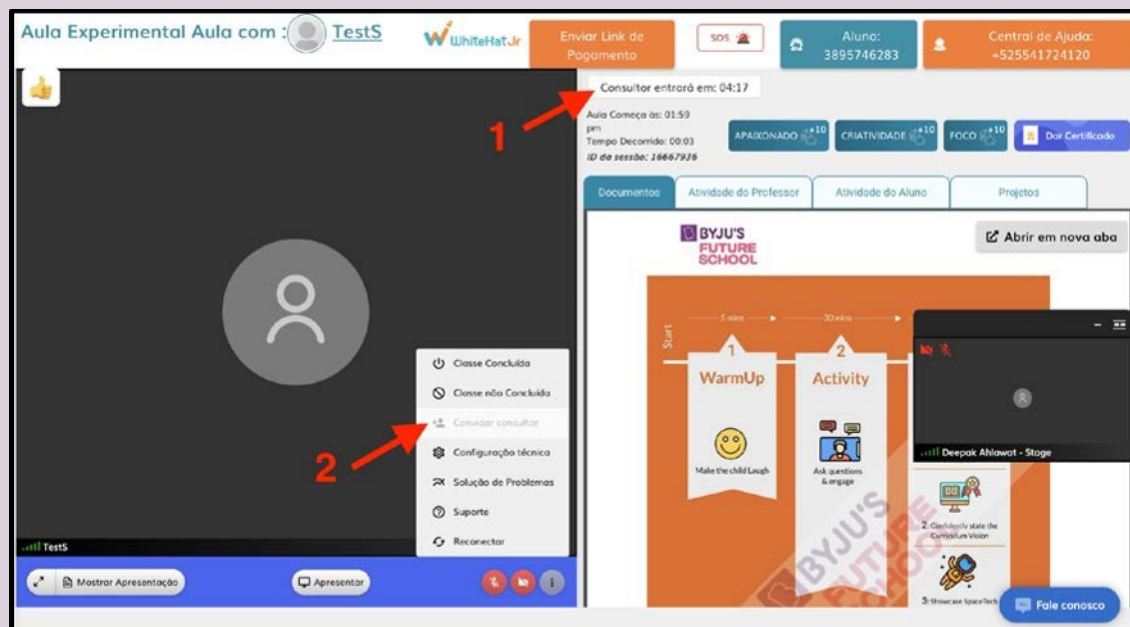 Aula Experimental Aula com : TestS
WhiteHatJr
Enviar Link de
Pagamento
SOS
Aluno:
3895746283
Central de Ajuda:
+525541724120
Consultor entrará em: 04:17
1
Aula Começa às: 01:59
pm
Tempo Decorrido: 00:03
ID da sessão: 16667936
APAIXONADO +10
CRIATIVIDADE +10
FOCO +10
Dar Certificado
Documentos
Atividade do Professor
Atividade do Aluno
Projetos
BYJU'S
FUTURE
SCHOOL
Abrir em nova aba
Start
5 mins
30 mins
1
WarmUp
Make the child Laugh
2
Activity
Ask questions
& engage
Deepak Ahlawat - Stage
2. Confidently state the
Curriculum Vision
3. Showcase SpaceTech
BYJU'S
FUTURE
SCHOOL
Classe Concluída
Classe não Concluída
Convidar consultor
2
Configuração técnica
Solução de Problemas
Suporte
Reconectar
TestS
Mostrar Apresentação
Apresentar
Fale conosco